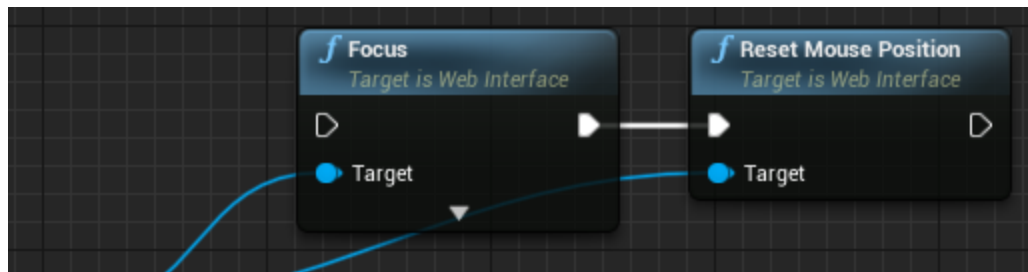 Focus
Target is Web Interface
Target
Reset Mouse Position
Target is Web Interface
Target